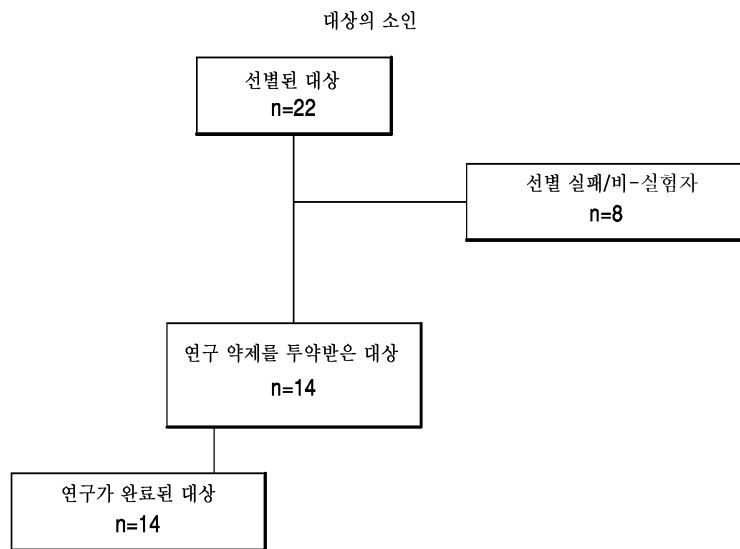 대상의 소인
선별된 대상
n=22
선별 실패/비-실험자
n=8
연구 약제를 투약받은 대상
n=14
연구가 완료된 대상
n=14